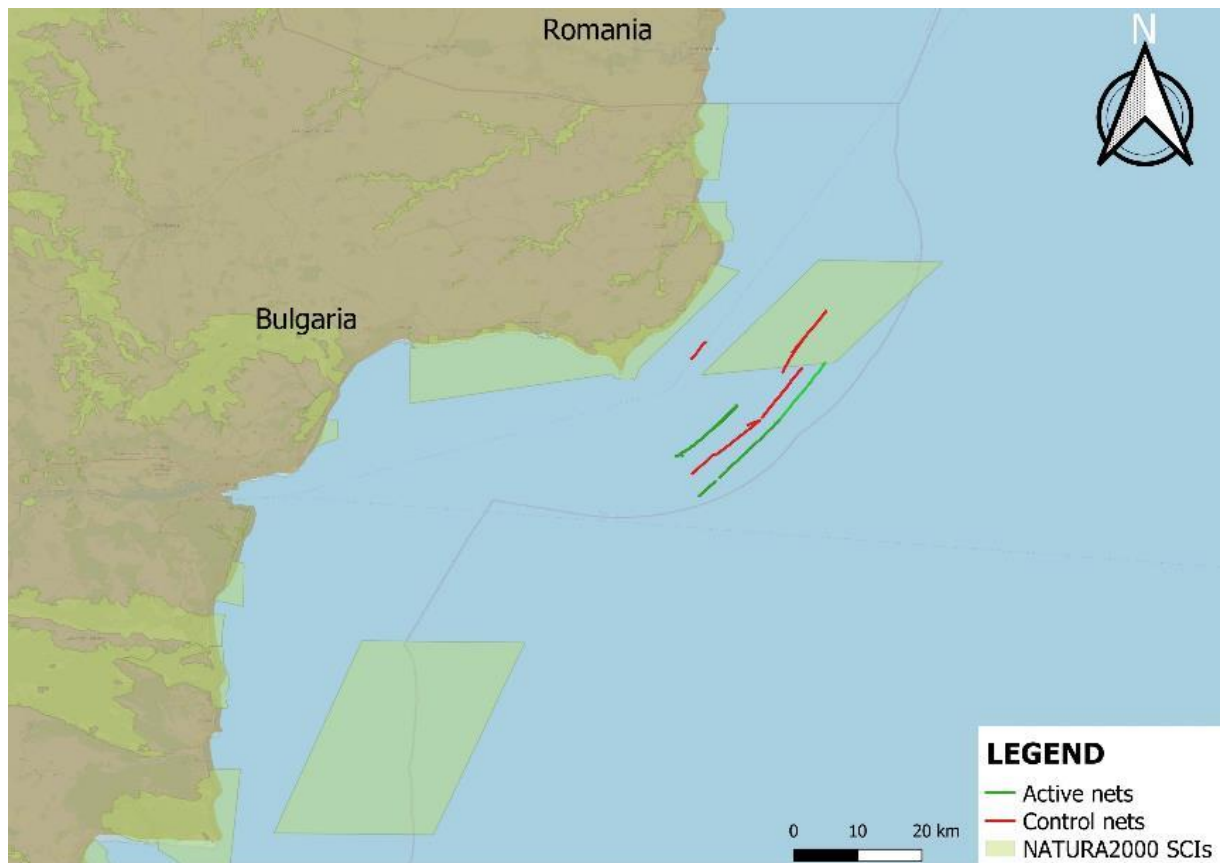 Romania
N
Bulgaria
LEGEND
Active nets
Control nets
NATURA2000 SCIs
0 10 20 km